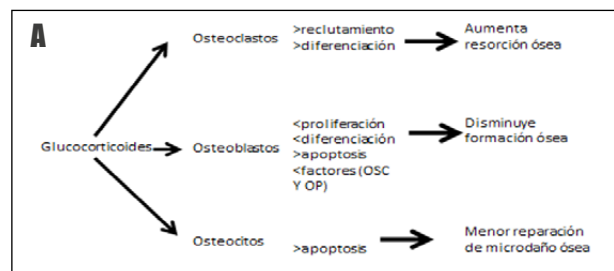 A
Osteoclastos
>reclutamiento
>diferenciación
Aumenta
resorción ósea
Glucocorticoides
Osteoblastos
<proliferación
<diferenciación
>apoptosis
<factores (OSC
Y OP)
Disminuye
formación ósea
Osteocitos
>apoptosis
Menor reparación
de microdaño ósea